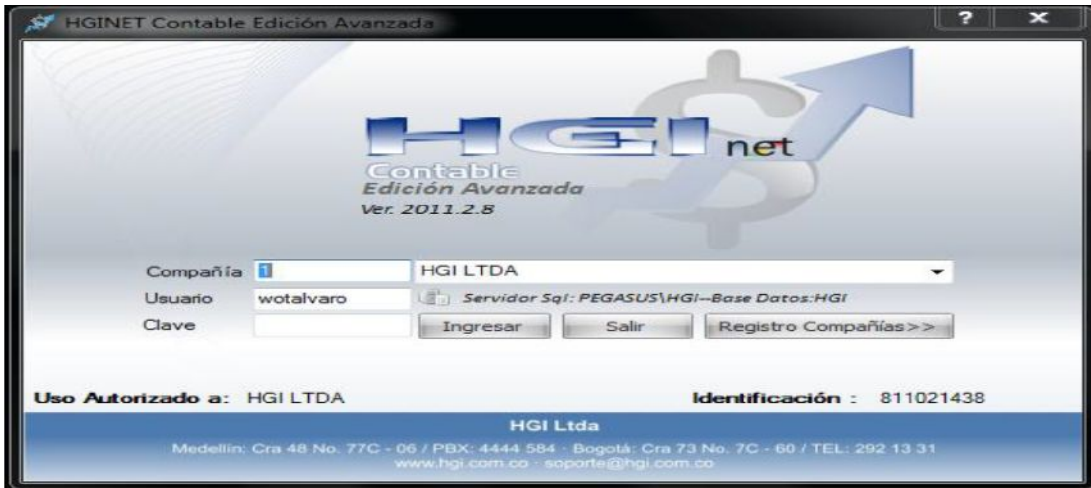 HGINET Contable Edición Avanzada
? x
HGI net
Contable
Edición Avanzada
Ver. 2011.2.8
Compañía 1 HGI LTDA
Usuario wotalvaro Servidor Sql: PEGASUS\HGI--Base Datos:HGI
Clave Ingresar Salir Registro Compañías>>
Uso Autorizado a: HGI LTDA Identificación : 811021438
HGI Ltda
Medellín: Cra 48 No. 77C - 06 / PBX: 4444 584 - Bogotá: Cra 73 No. 7C - 60 / TEL: 292 13 31
www.hgi.com.co - soporte@hgi.com.co